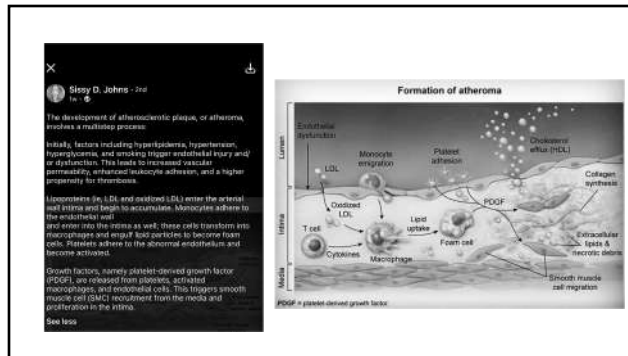 Sissy D. Johns • 2nd
1w •
The development of atherosclerotic plaque, or atheroma,
involves a multistep process:
Initially, factors including hyperlipidemia, hypertension,
hyperglycemia, and smoking trigger endothelial injury and/
or dysfunction. This leads to increased vascular
permeability, enhanced leukocyte adhesion, and a higher
propensity for thrombosis.
Lipoproteins (ie, LDL and oxidized LDL) enter the arterial
wall intima and begin to accumulate. Monocytes adhere to
the endothelial wall
and enter into the intima as well; these cells transform into
macrophages and engulf lipid particles to become foam
cells. Platelets adhere to the abnormal endothelium and
become activated.
Growth factors, namely platelet-derived growth factor
(PDGF), are released from platelets, activated
macrophages, and endothelial cells. This triggers smooth
muscle cell (SMC) recruitment from the media and
proliferation in the intima.
See less
Formation of atheroma
Lumen
Intima
Media
Endothelial
dysfunction
LDL
Monocyte
emigration
Platelet
adhesion
Cholesterol
efflux (HDL)
Collagen
synthesis
PDGF
Oxidized
LDL
T cell
Cytokines
Macrophage
Lipid
uptake
Foam cell
Extracellular
lipids &
necrotic debris
Smooth muscle
cell migration
PDGF = platelet-derived growth factor